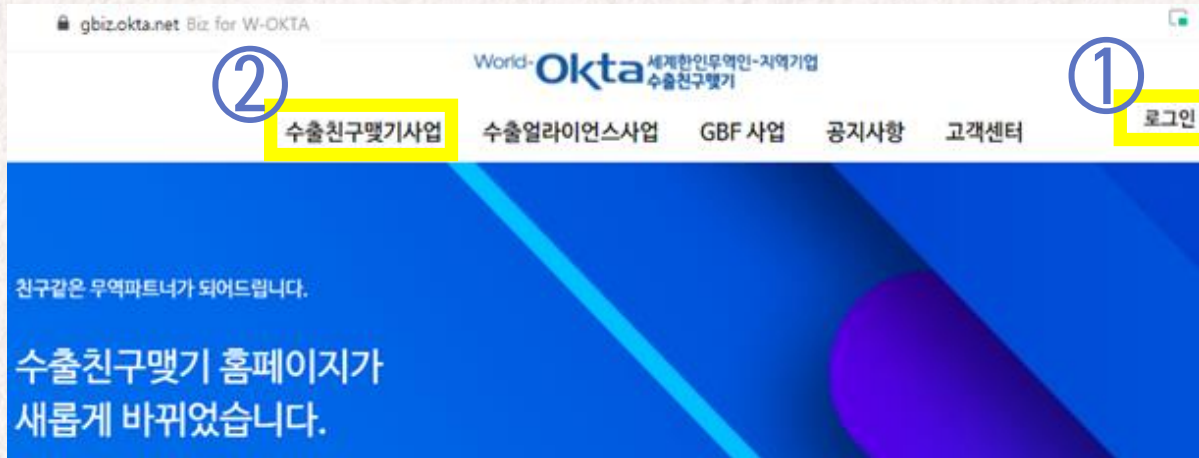 gbiz.okta.net Biz for W-OKTA
World-Okta 세계한인무역인-지역기업
수출친구맺기
② ①
로그인
수출친구맺기사업 수출얼라이언스사업 GBF 사업 공지사항 고객센터
친구같은 무역파트너가 되어드립니다.
수출친구맺기 홈페이지가
새롭게 바뀌었습니다.